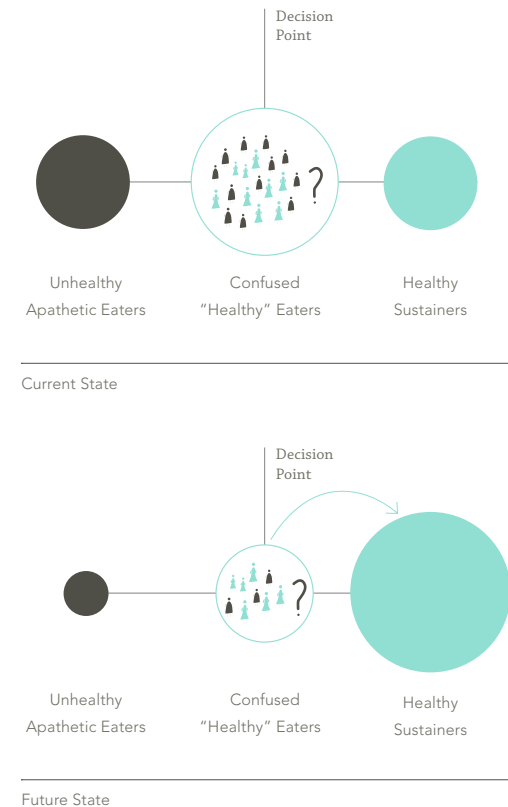 Decision
Point
?
Unhealthy
Apathetic Eaters
Confused
“Healthy” Eaters
Healthy
Sustainers
Current State
Decision
Point
?
Unhealthy
Apathetic Eaters
Confused
“Healthy” Eaters
Healthy
Sustainers
Future State